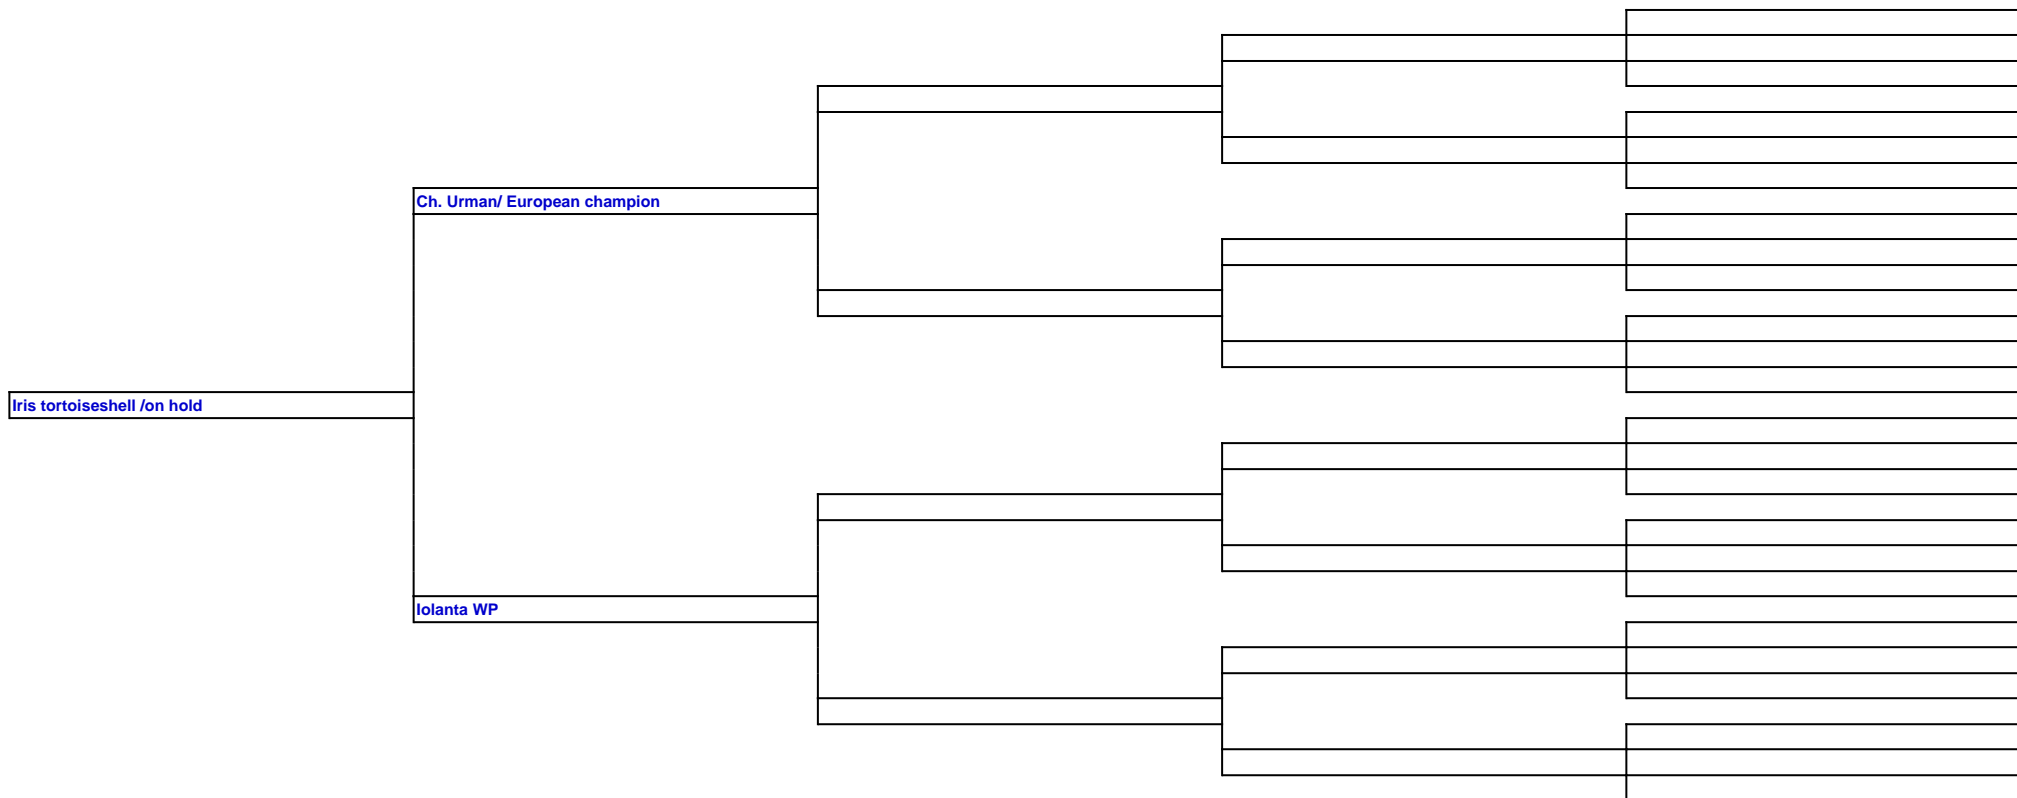 Ch. Urman/ European champion
Iris tortoiseshell /on hold
Iolanta WP